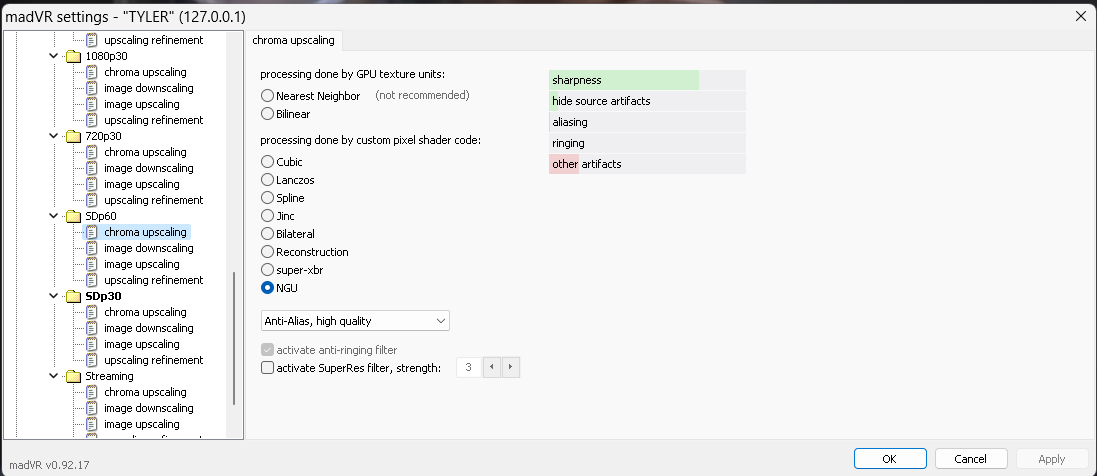 madVR settings - "TYLER" (127.0.0.1)
upscaling refinement
1080p30
chroma upscaling
image downscaling
image upscaling
upscaling refinement
720p30
chroma upscaling
image downscaling
image upscaling
upscaling refinement
SDp60
chroma upscaling
image downscaling
image upscaling
upscaling refinement
SDp30
chroma upscaling
image downscaling
image upscaling
upscaling refinement
Streaming
chroma upscaling
image downscaling
image upscaling
upscaling refinement
chroma upscaling
processing done by GPU texture units:
Nearest Neighbor (not recommended)
Bilinear
processing done by custom pixel shader code:
Cubic
Lanczos
Spline
Jinc
Bilateral
Reconstruction
super-xbr
NGU
Anti-Alias, high quality
activate anti-ringing filter
activate SuperRes filter, strength: 3
sharpness
hide source artifacts
aliasing
ringing
other artifacts
madVR v0.92.17
OK
Cancel
Apply